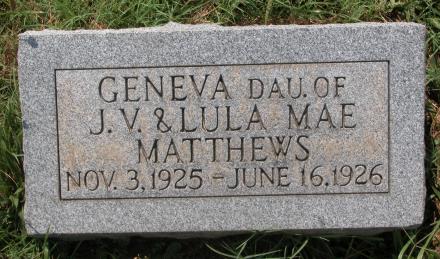 GENEVA DAU. OF
J. V. & LULA MAE
MATTHEWS
NOV. 3, 1925 - JUNE 16, 1926